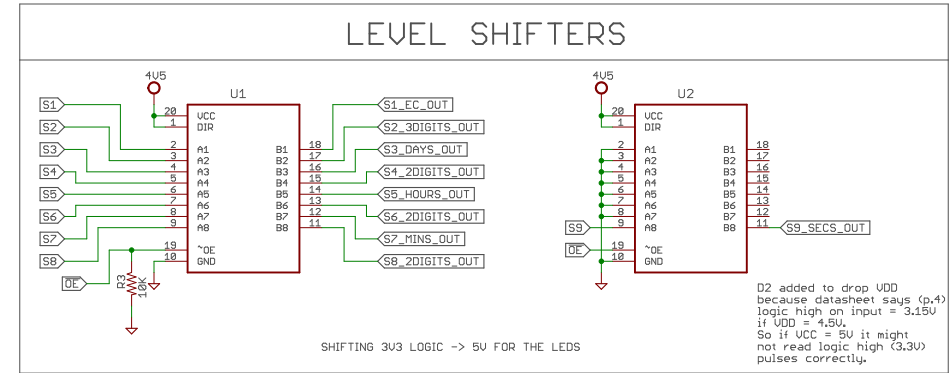 LEVEL SHIFTERS
4V5
U1
S1
S2
S3
S4
S5
S6
S7
S8
OE
R3
10K
20 VCC
1 DIR
2 A1
3 A2
4 A3
5 A4
6 A5
7 A6
8 A7
9 A8
19 ~OE
10 GND
B1 18
B2 17
B3 16
B4 15
B5 14
B6 13
B7 12
B8 11
S1_EC_OUT
S2_3DIGITS_OUT
S3_DAYS_OUT
S4_2DIGITS_OUT
S5_HOURS_OUT
S6_2DIGITS_OUT
S7_MINS_OUT
S8_2DIGITS_OUT
4V5
U2
S9
OE
20 VCC
1 DIR
2 A1
3 A2
4 A3
5 A4
6 A5
7 A6
8 A7
9 A8
19 ~OE
10 GND
B1 18
B2 17
B3 16
B4 15
B5 14
B6 13
B7 12
B8 11
S9_SECS_OUT
SHIFTING 3V3 LOGIC -> 5V FOR THE LEDS
D2 added to drop VDD
because datasheet says (p.4)
logic high on input = 3.15V
if VDD = 4.5V.
So if VCC = 5V it might
not read logic high (3.3V)
pulses correctly.